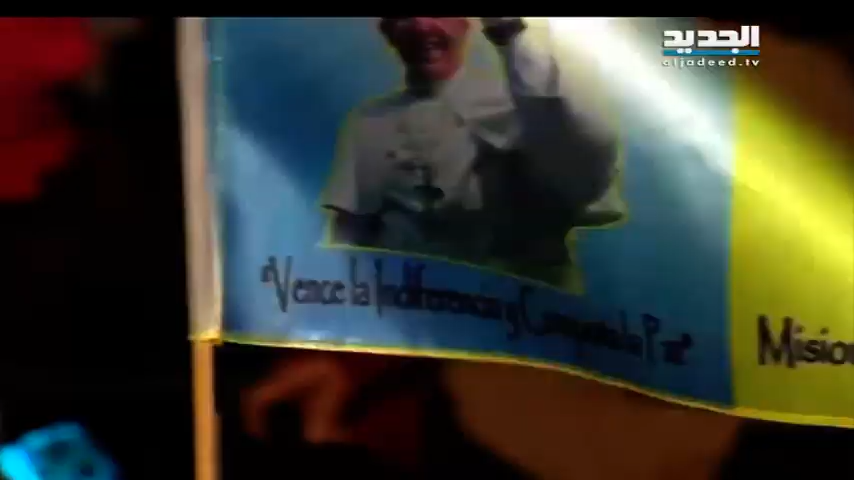 الجديد
aljadeed.tv
"Vence la Indiferencia y Conquista la Paz"
Misio